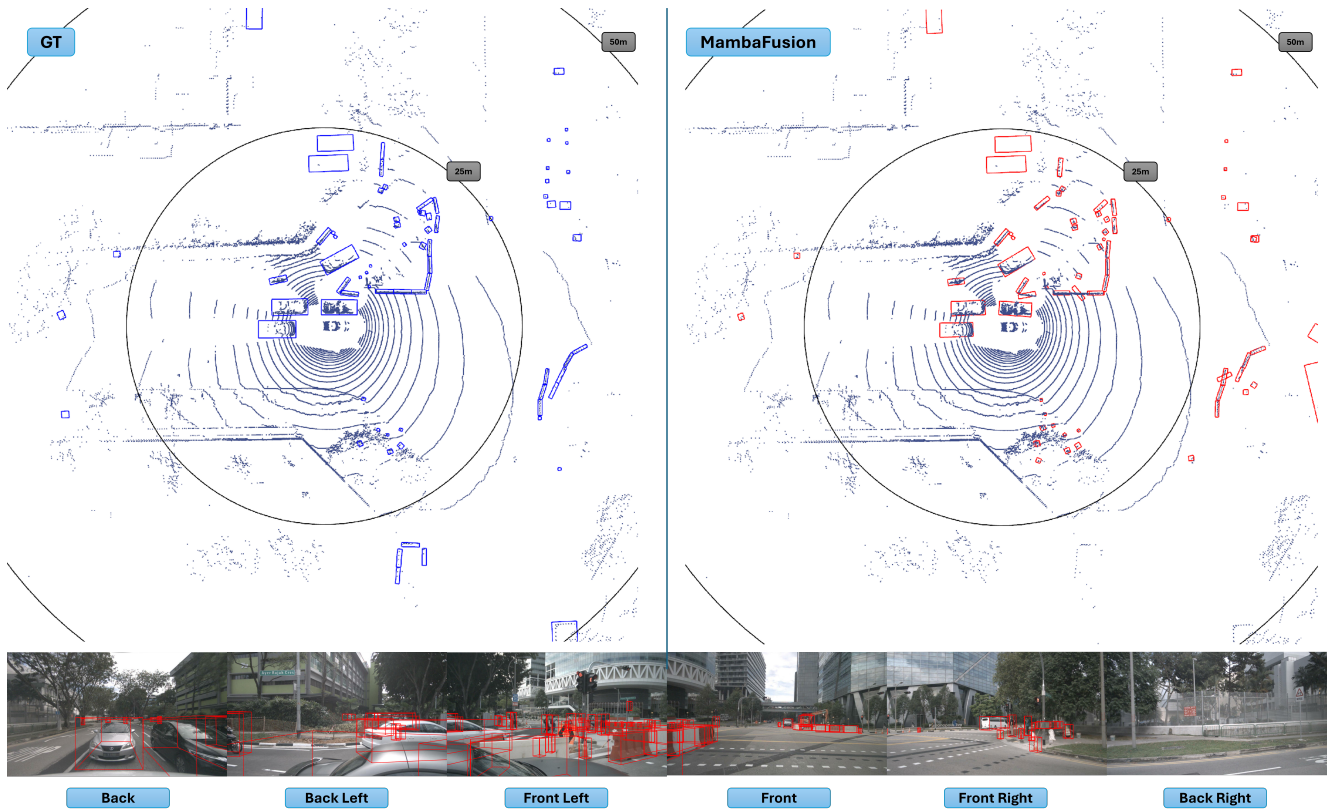 GT
MambaFusion
50m
50m
25m
25m
Back
Back Left
Front Left
Front
Front Right
Back Right